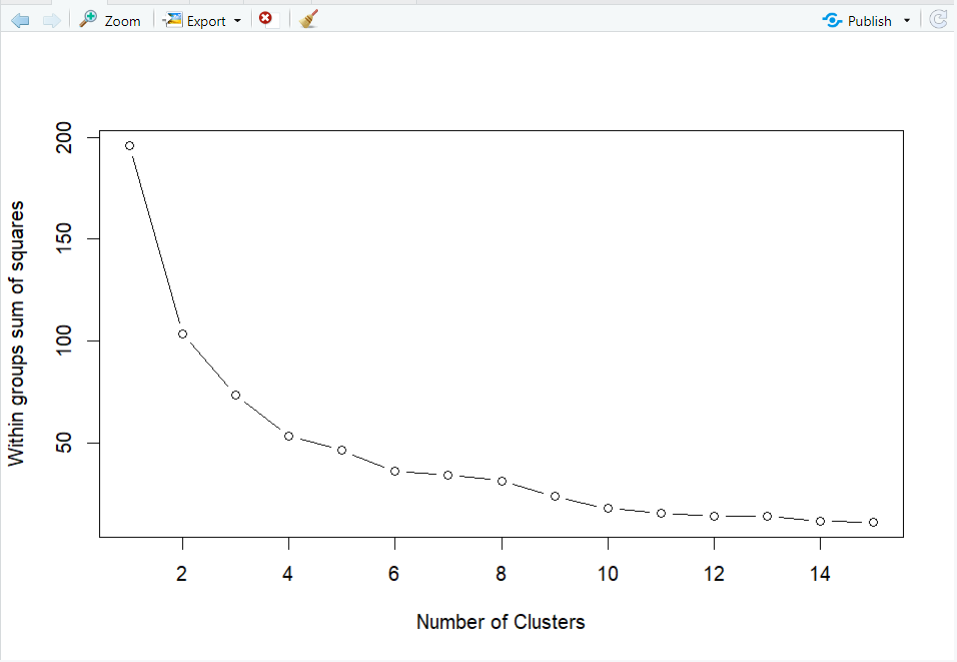 Zoom Export Publish
200
150
100
50
Within groups sum of squares
2 4 6 8 10 12 14
Number of Clusters